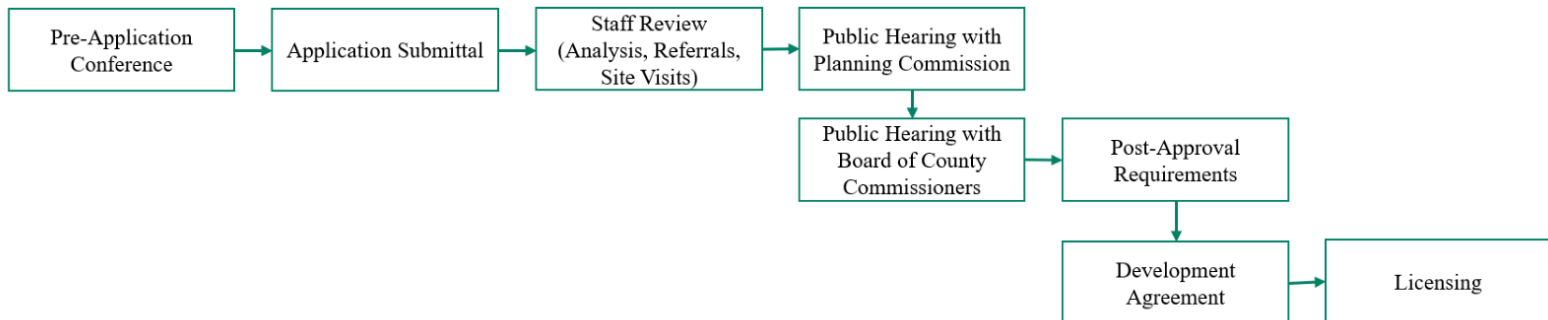 Pre-Application
Conference
Application Submittal
Staff Review
(Analysis, Referrals,
Site Visits)
Public Hearing with
Planning Commission
Public Hearing with
Board of County
Commissioners
Post-Approval
Requirements
Development
Agreement
Licensing